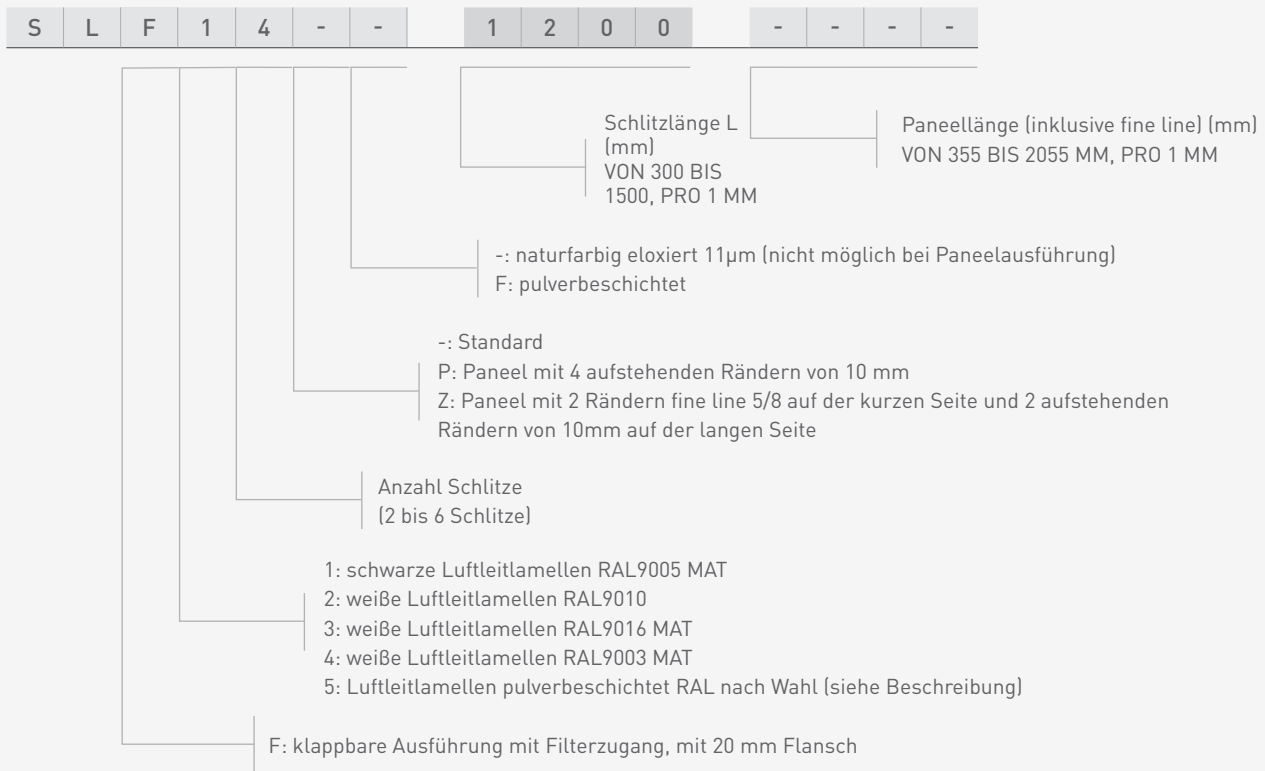 S L F 1 4 - - 1 2 0 0 - - - -
Schlitzlänge L
(mm)
VON 300 BIS
1500, PRO 1 MM
Paneellänge (inklusive fine line) (mm)
VON 355 BIS 2055 MM, PRO 1 MM
-: naturfarbig eloxiert 11µm (nicht möglich bei Paneelausführung)
F: pulverbeschichtet
-: Standard
P: Paneel mit 4 aufstehenden Rändern von 10 mm
Z: Paneel mit 2 Rändern fine line 5/8 auf der kurzen Seite und 2 aufstehenden
Rändern von 10mm auf der langen Seite
Anzahl Schlitze
(2 bis 6 Schlitze)
1: schwarze Luftleitlamellen RAL9005 MAT
2: weiße Luftleitlamellen RAL9010
3: weiße Luftleitlamellen RAL9016 MAT
4: weiße Luftleitlamellen RAL9003 MAT
5: Luftleitlamellen pulverbeschichtet RAL nach Wahl (siehe Beschreibung)
F: klappbare Ausführung mit Filterzugang, mit 20 mm Flansch